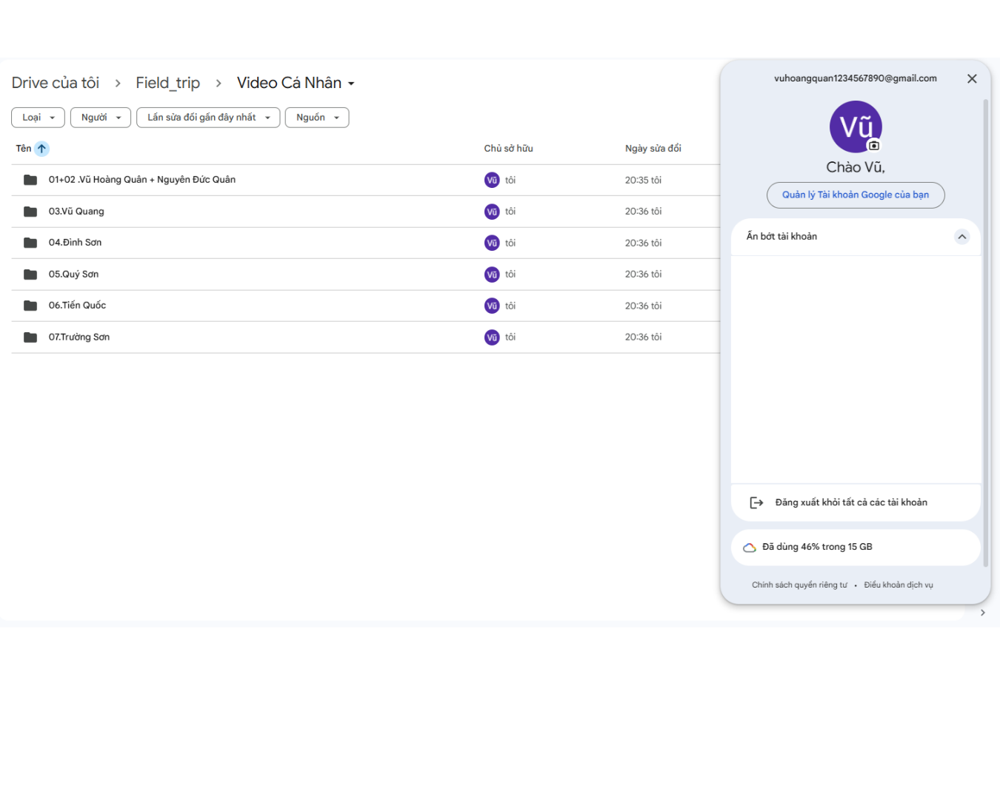 Drive của tôi > Field_trip > Video Cá Nhân
Loại Người Lần sửa đổi gần đây nhất Nguồn
Tên Chủ sở hữu Ngày sửa đổi
01+02 .Vũ Hoàng Quân + Nguyên Đức Quân Vũ tôi 20:35 tôi
03.Vũ Quang Vũ tôi 20:36 tôi
04.Đình Sơn Vũ tôi 20:36 tôi
05.Quý Sơn Vũ tôi 20:36 tôi
06.Tiến Quốc Vũ tôi 20:36 tôi
07.Trường Sơn Vũ tôi 20:36 tôi
vuhoangquan1234567890@gmail.com
Vũ
Chào Vũ,
Quản lý Tài khoản Google của bạn
Ẩn bớt tài khoản
Đăng xuất khỏi tất cả các tài khoản
Đã dùng 46% trong 15 GB
Chính sách quyền riêng tư • Điều khoản dịch vụ